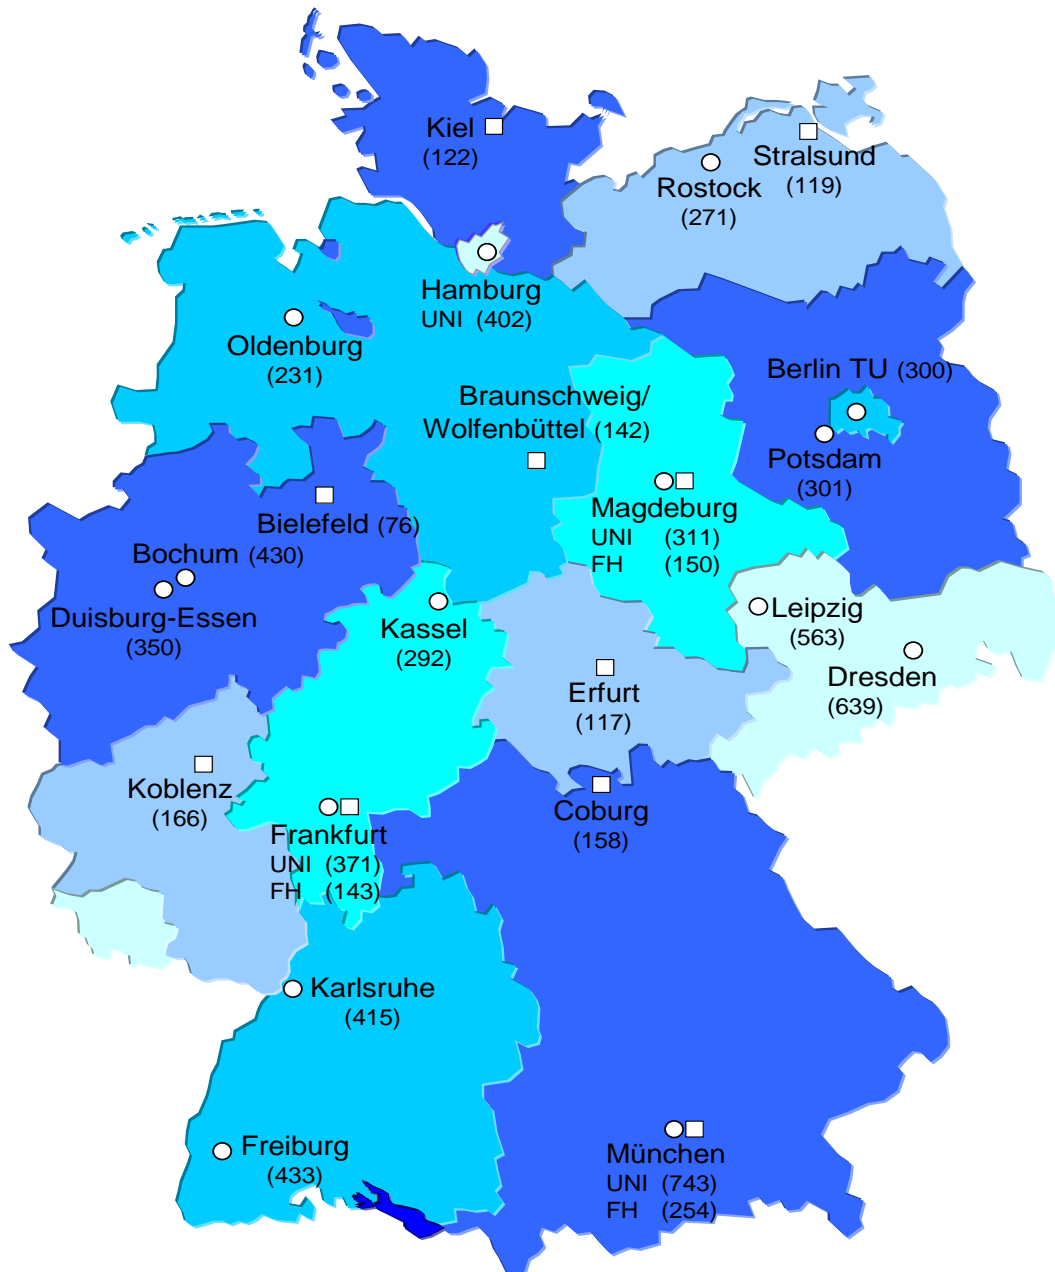 Kiel
(122)
Stralsund
(119)
Rostock
(271)
Hamburg
UNI (402)
Oldenburg
(231)
Berlin TU (300)
Braunschweig/
Wolfenbüttel (142)
Potsdam
(301)
Magdeburg
UNI (311)
FH (150)
Bielefeld (76)
Bochum (430)
Duisburg-Essen
(350)
Kassel
(292)
Leipzig
(563)
Dresden
(639)
Erfurt
(117)
Koblenz
(166)
Coburg
(158)
Frankfurt
UNI (371)
FH (143)
Karlsruhe
(415)
Freiburg
(433)
München
UNI (743)
FH (254)